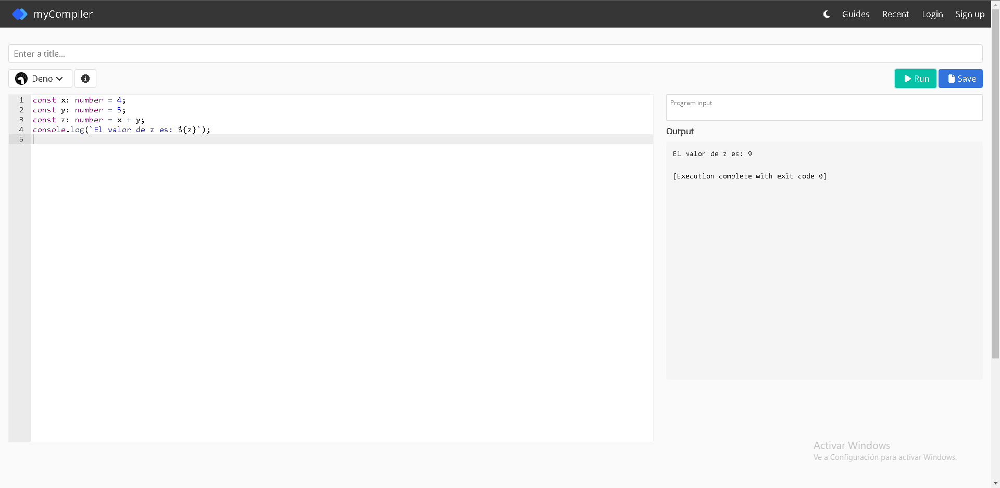 myCompiler
Guides
Recent
Login
Sign up
Enter a title...
Deno
Run
Save
1 const x: number = 4;
2 const y: number = 5;
3 const z: number = x + y;
4 console.log(`El valor de z es: ${z}`);
5
Program input
Output
El valor de z es: 9
[Execution complete with exit code 0]
Activar Windows
Ve a Configuración para activar Windows.